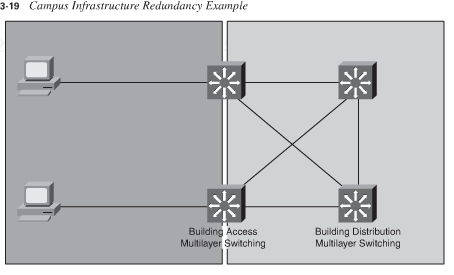 3-19 Campus Infrastructure Redundancy Example
Building Access
Multilayer Switching
Building Distribution
Multilayer Switching